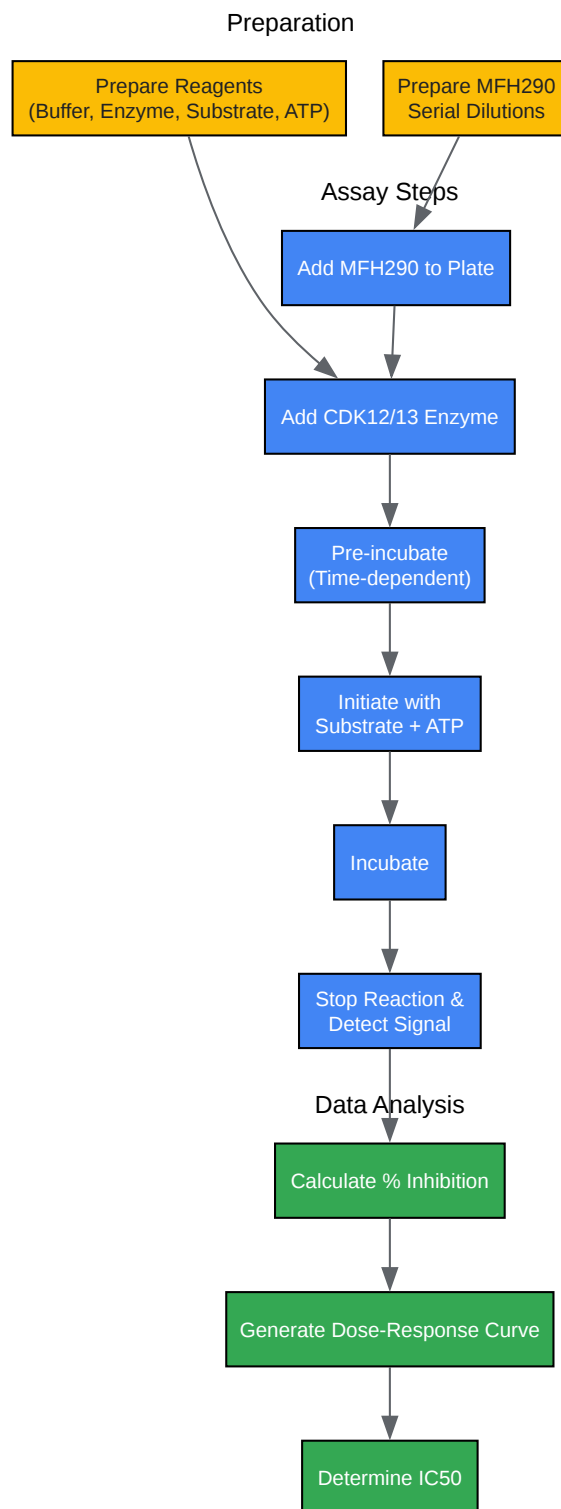 Preparation
Prepare Reagents
(Buffer, Enzyme, Substrate, ATP)
Prepare MFH290
Serial Dilutions
Assay Steps
Add MFH290 to Plate
Add CDK12/13 Enzyme
Pre-incubate
(Time-dependent)
Initiate with
Substrate + ATP
Incubate
Stop Reaction &
Detect Signal
Data Analysis
Calculate % Inhibition
Generate Dose-Response Curve
Determine IC50